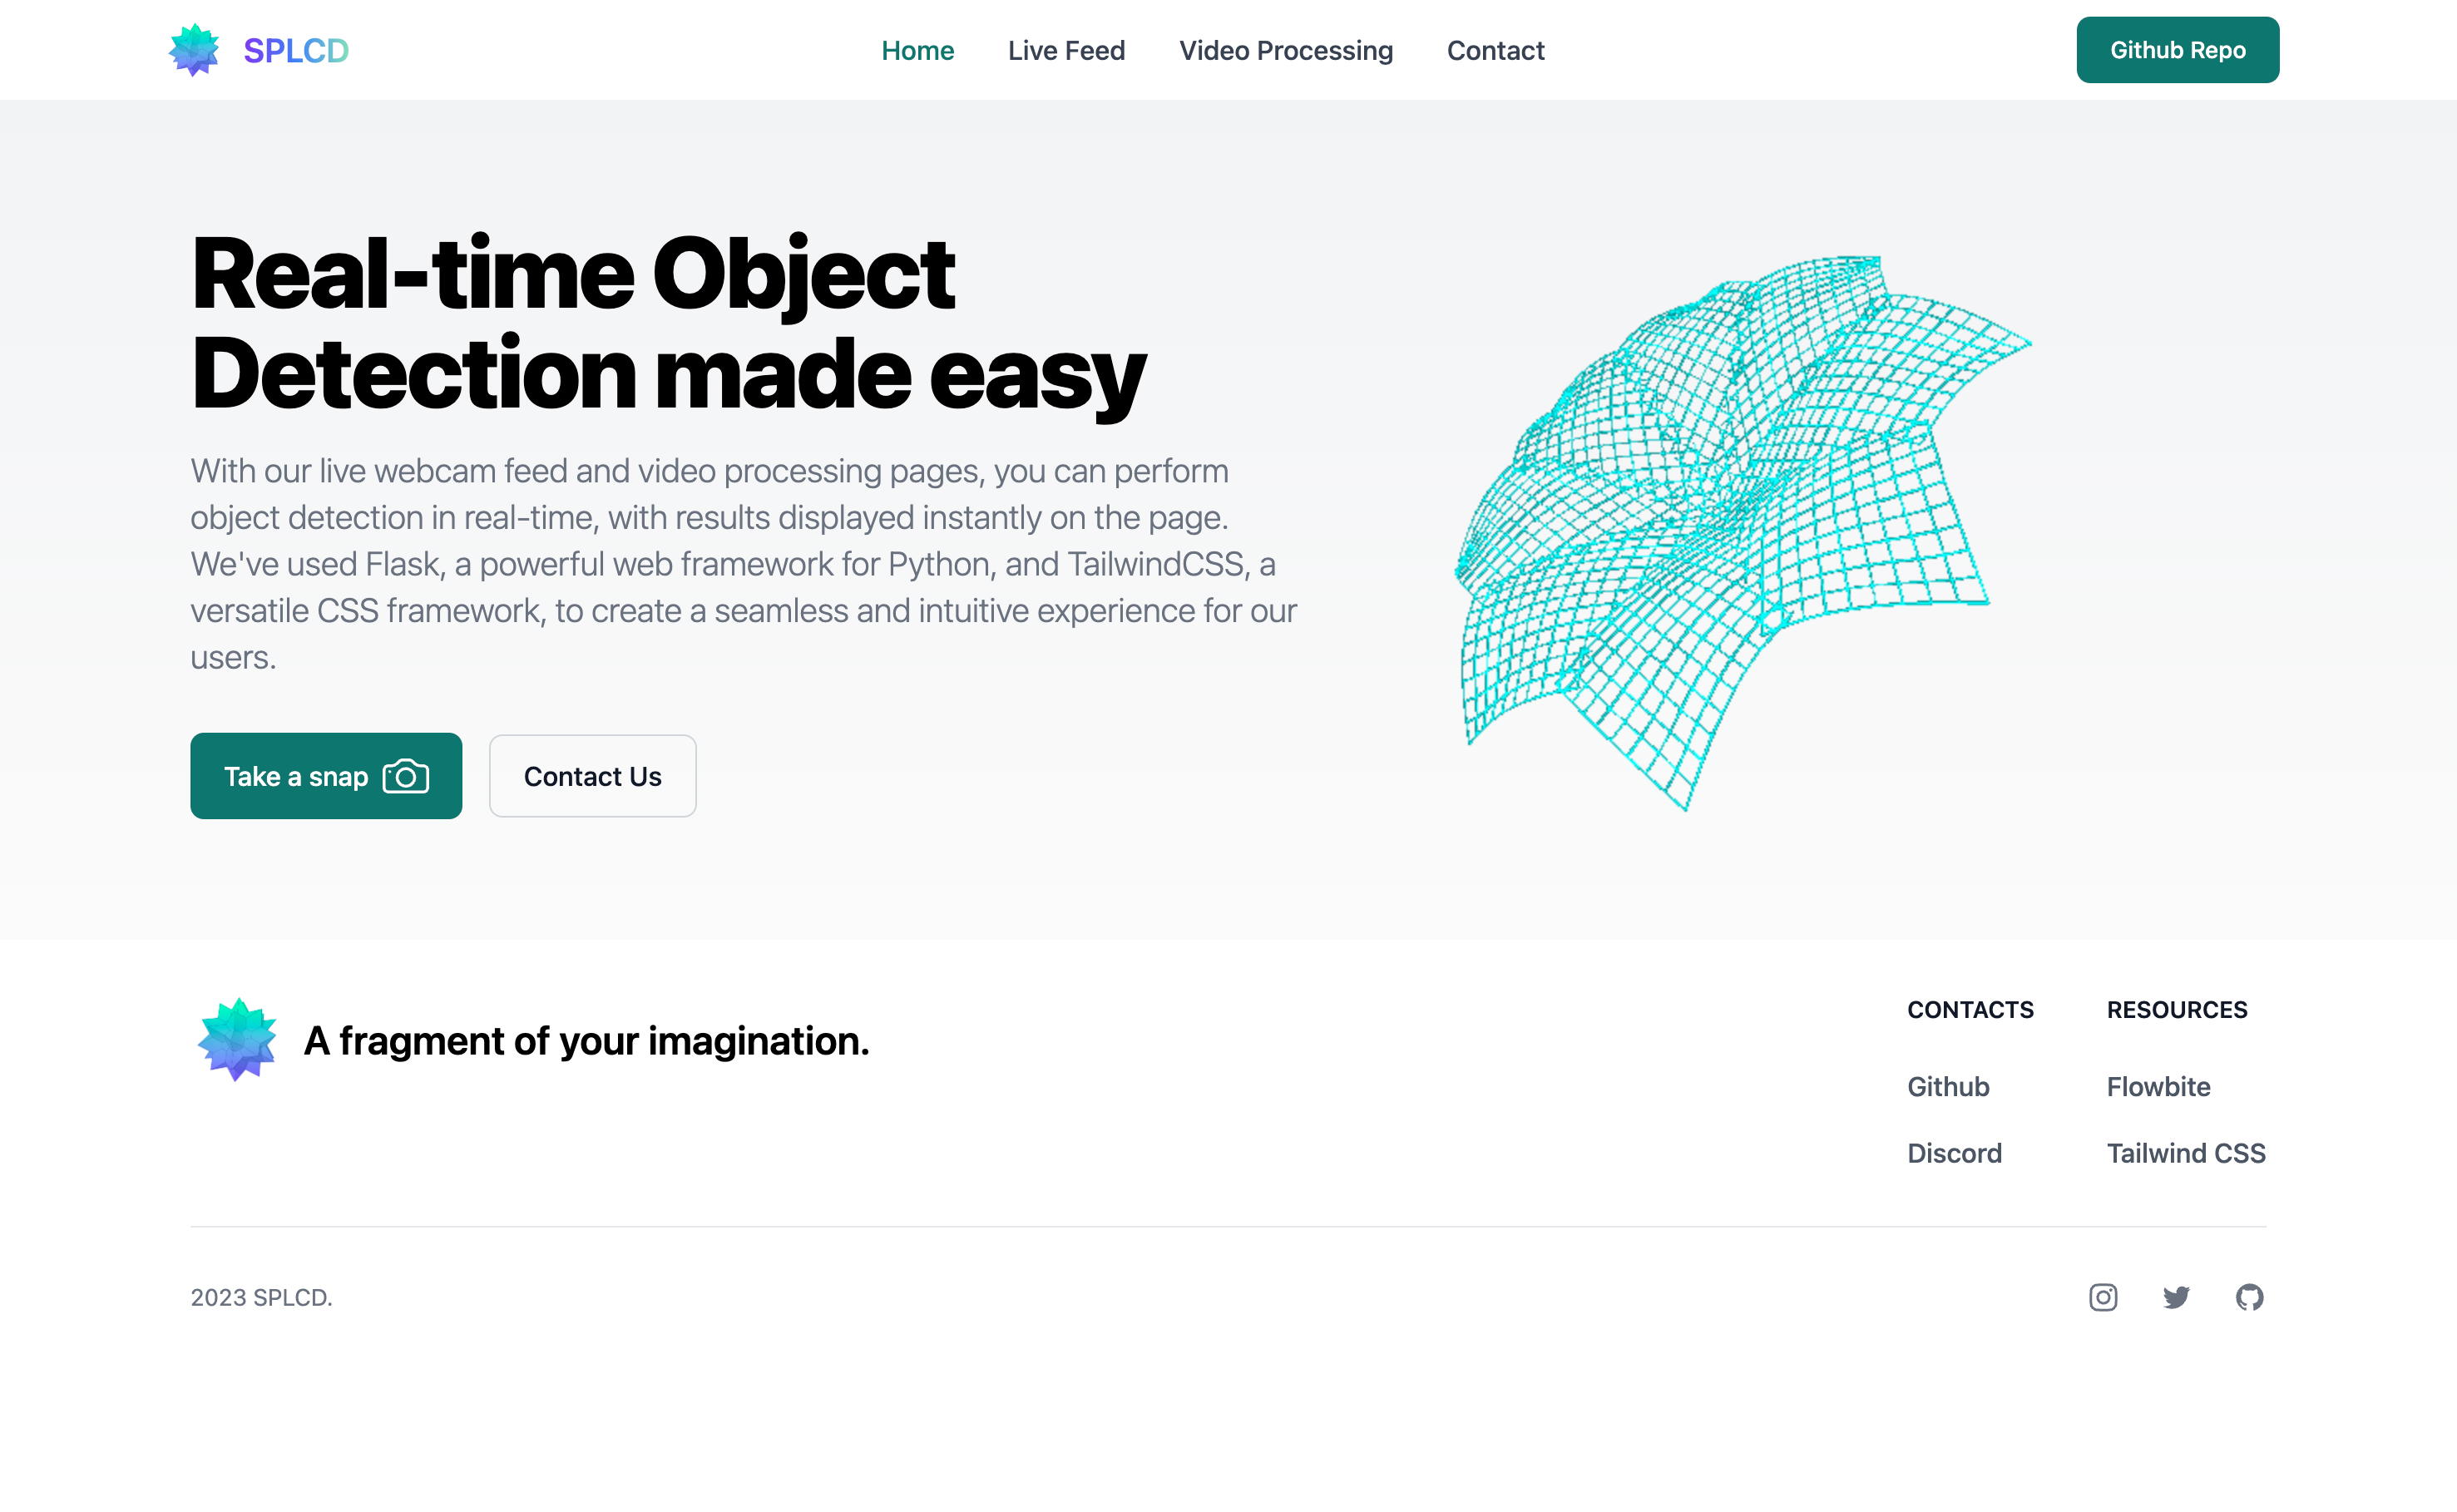 SPLCD
Home
Live Feed
Video Processing
Contact
Github Repo
Real-time Object
Detection made easy
With our live webcam feed and video processing pages, you can perform
object detection in real-time, with results displayed instantly on the page.
We've used Flask, a powerful web framework for Python, and TailwindCSS, a
versatile CSS framework, to create a seamless and intuitive experience for our
users.
Take a snap
Contact Us
A fragment of your imagination.
CONTACTS
Github
Discord
RESOURCES
Flowbite
Tailwind CSS
2023 SPLCD.